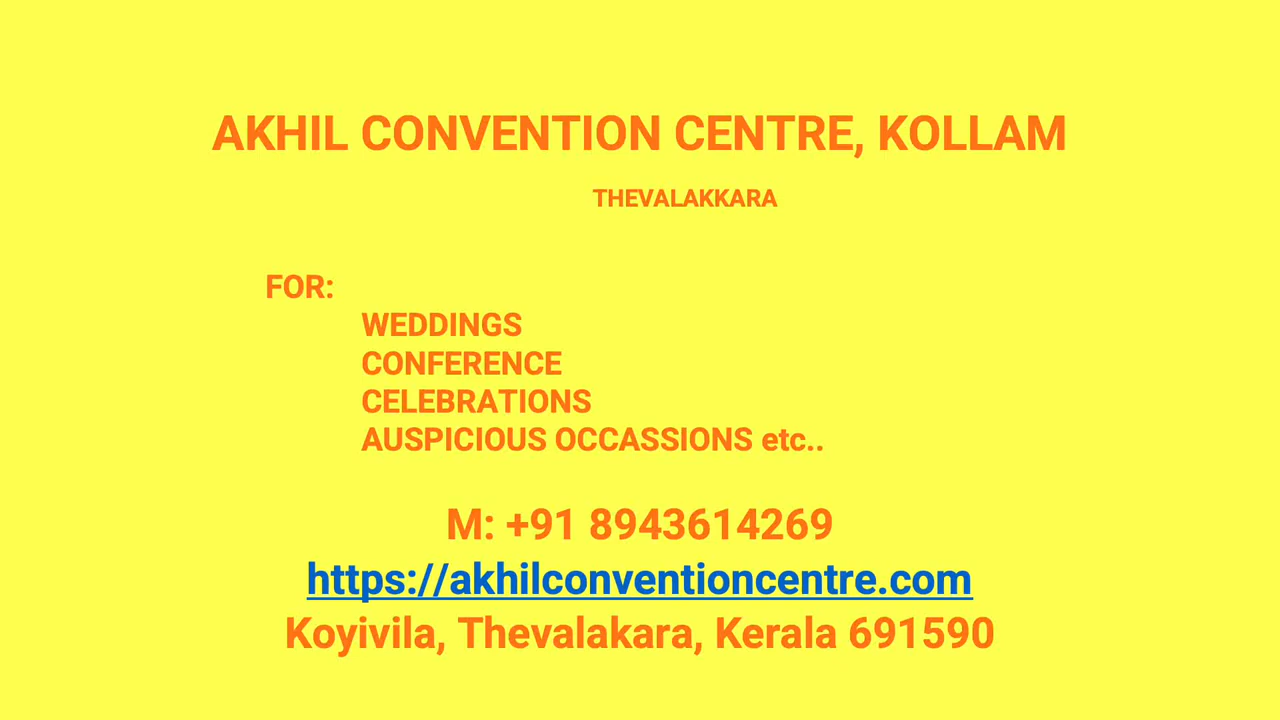 AKHIL CONVENTION CENTRE, KOLLAM
THEVALAKKARA
FOR:
WEDDINGS
CONFERENCE
CELEBRATIONS
AUSPICIOUS OCCASSIONS etc..
M: +91 8943614269
https://akhilconventioncentre.com
Koyivila, Thevalakara, Kerala 691590